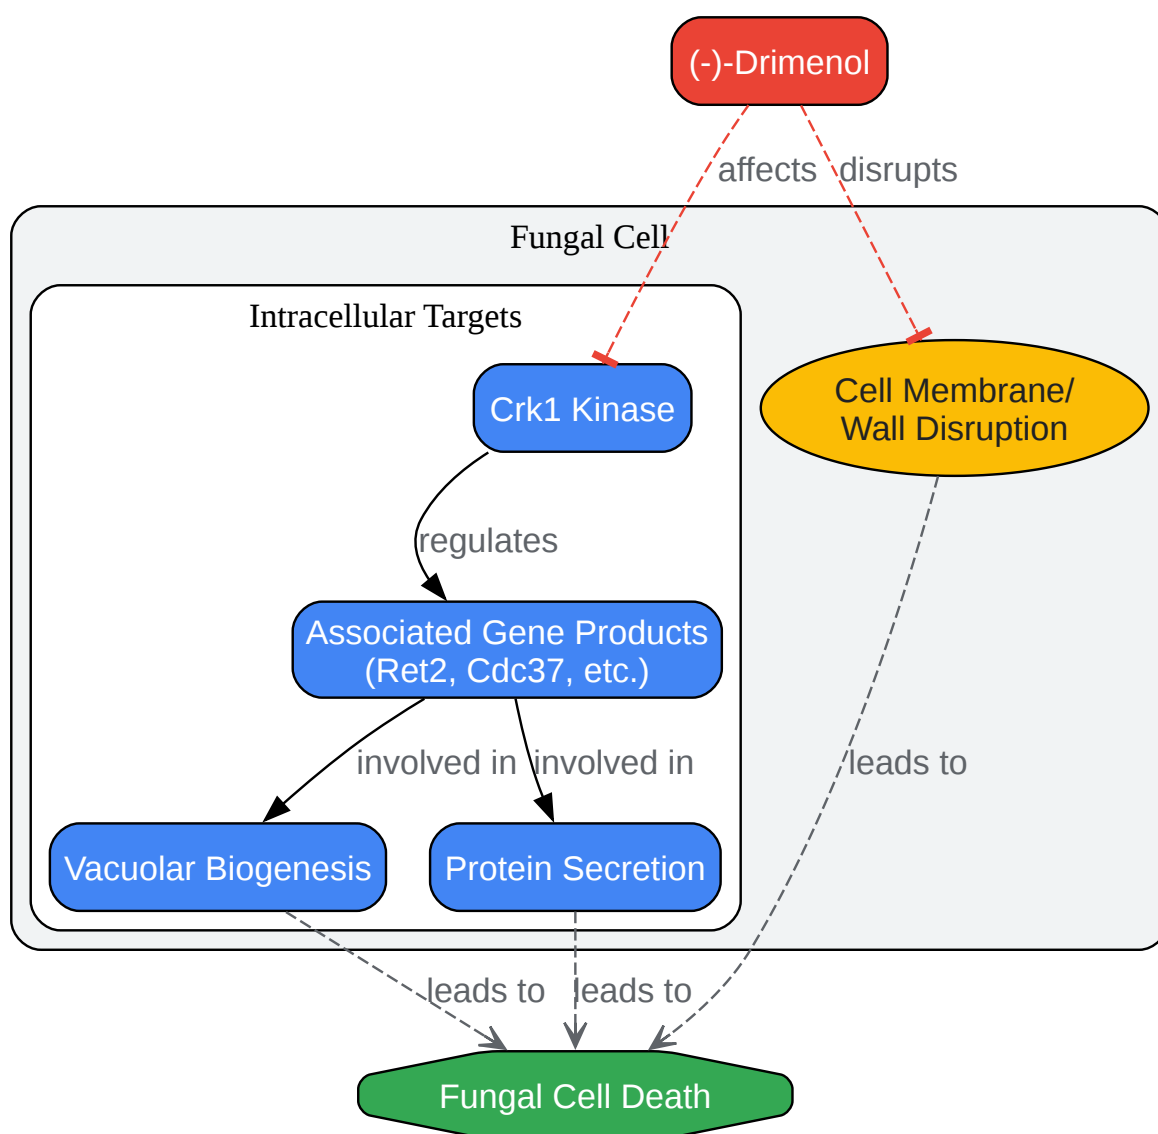 (-)-Drimenol
affects
disrupts
Fungal Cell
Intracellular Targets
Crk1 Kinase
Cell Membrane/
Wall Disruption
regulates
Associated Gene Products
(Ret2, Cdc37, etc.)
involved in
involved in
leads to
Vacuolar Biogenesis
Protein Secretion
leads to
leads to
Fungal Cell Death